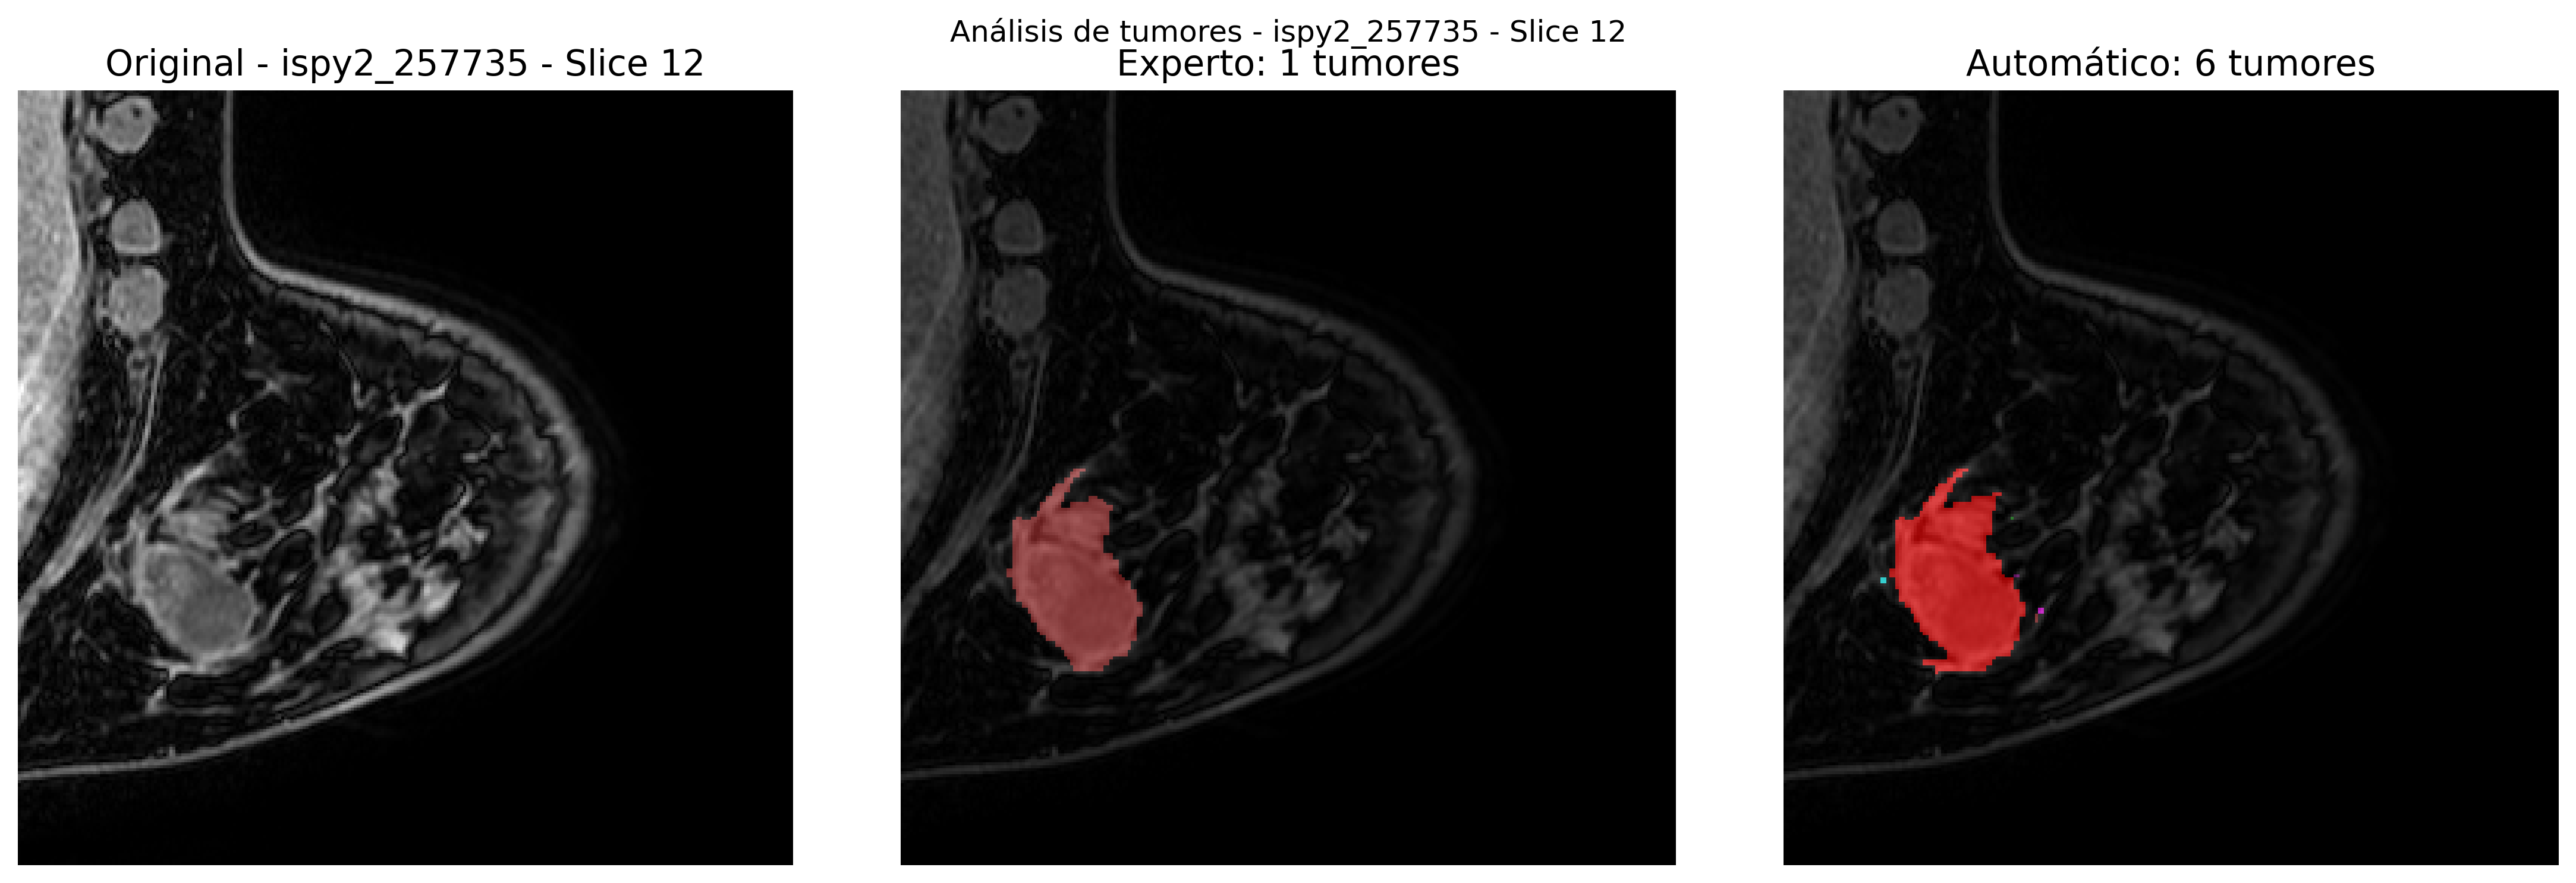 Análisis de tumores - ispy2_257735 - Slice 12
Original - ispy2_257735 - Slice 12
Experto: 1 tumores
Automático: 6 tumores